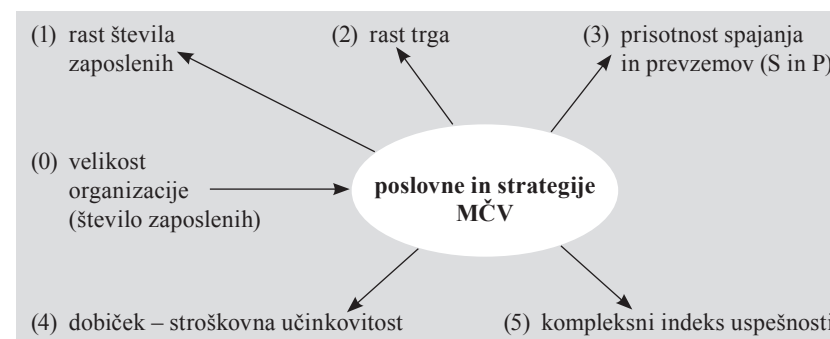 (1) rast števila
zaposlenih
(2) rast trga
(3) prisotnost spajanja
in prevzemov (S in P)
(0) velikost
organizacije
(število zaposlenih)
poslovne in strategije
MČV
(4) dobiček – stroškovna učinkovitost
(5) kompleksni indeks uspešnosti